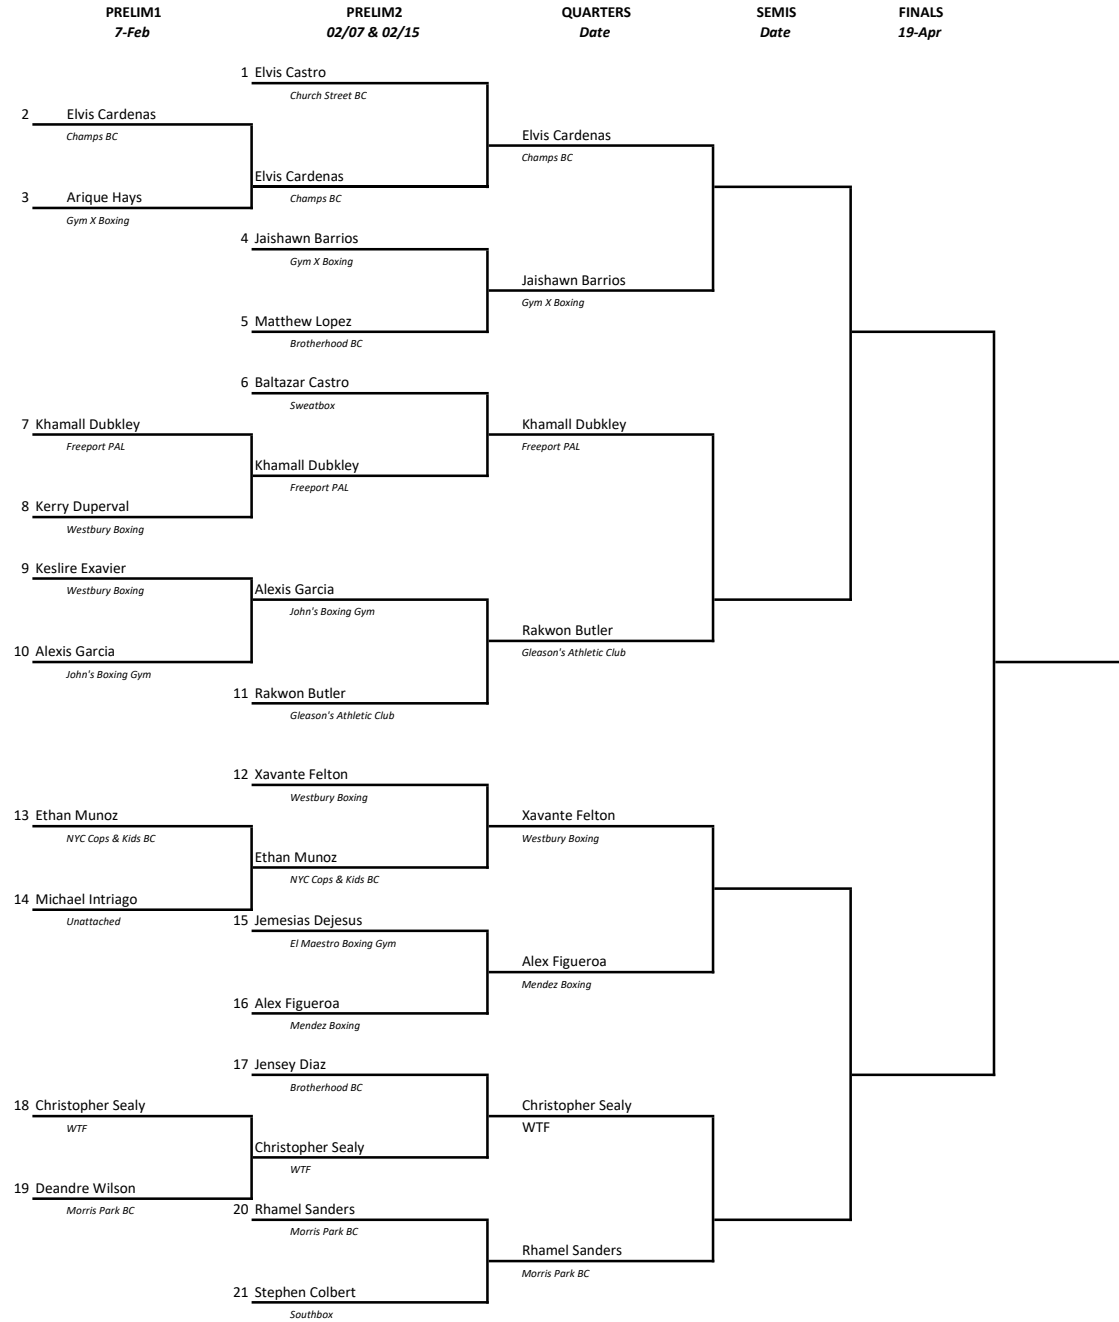 PRELIM1 PRELIM2 QUARTERS SEMIS FINALS
7-Feb 02/07 & 02/15 Date Date 19-Apr
1 Elvis Castro
Church Street BC
2 Elvis Cardenas
Champs BC
Elvis Cardenas
Champs BC
Elvis Cardenas
Champs BC
3 Arique Hays
Gym X Boxing
4 Jaishawn Barrios
Gym X Boxing
Jaishawn Barrios
Gym X Boxing
5 Matthew Lopez
Brotherhood BC
6 Baltazar Castro
Sweatbox
7 Khamall Dubkley
Freeport PAL
Khamall Dubkley
Freeport PAL
Khamall Dubkley
Freeport PAL
8 Kerry Duperval
Westbury Boxing
9 Keslire Exavier
Westbury Boxing
Alexis Garcia
John's Boxing Gym
Rakwon Butler
Gleason's Athletic Club
10 Alexis Garcia
John's Boxing Gym
11 Rakwon Butler
Gleason's Athletic Club
12 Xavante Felton
Westbury Boxing
13 Ethan Munoz
NYC Cops & Kids BC
Xavante Felton
Westbury Boxing
Ethan Munoz
NYC Cops & Kids BC
14 Michael Intriago
Unattached
15 Jemesias Dejesus
El Maestro Boxing Gym
Alex Figueroa
Mendez Boxing
16 Alex Figueroa
Mendez Boxing
17 Jensey Diaz
Brotherhood BC
18 Christopher Sealy
WTF
Christopher Sealy
WTF
Christopher Sealy
WTF
19 Deandre Wilson
Morris Park BC
20 Rhamel Sanders
Morris Park BC
Rhamel Sanders
Morris Park BC
21 Stephen Colbert
Southbox